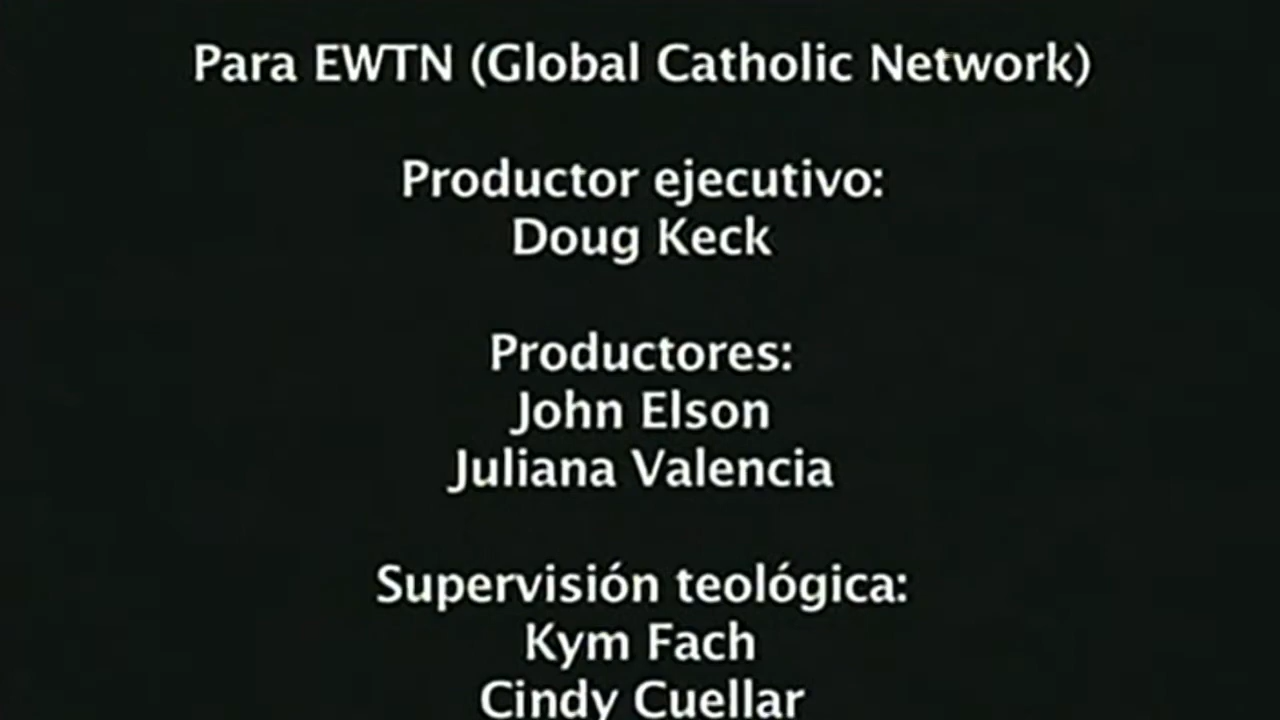 Para EWTN (Global Catholic Network)
Productor ejecutivo:
Doug Keck
Productores:
John Elson
Juliana Valencia
Supervisión teológica:
Kym Fach
Cindy Cuellar